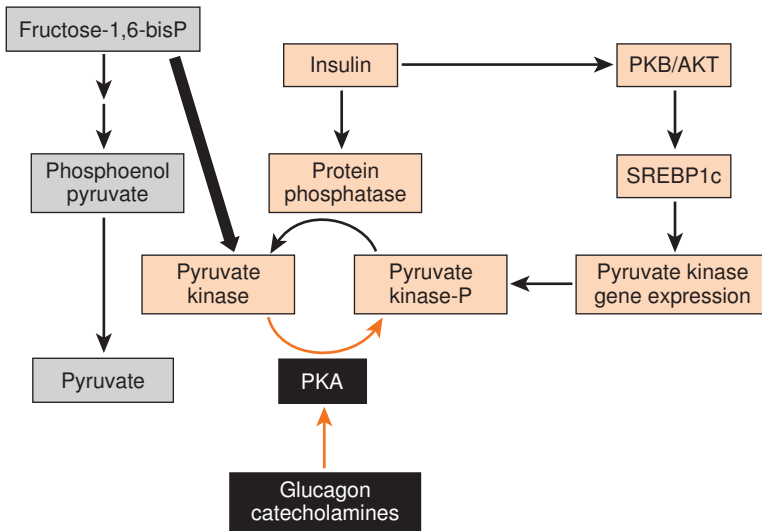 Fructose-1,6-bisP
Insulin
PKB/AKT
Phosphoenol
pyruvate
Protein
phosphatase
SREBP1c
Pyruvate
kinase
Pyruvate
kinase-P
Pyruvate kinase
gene expression
Pyruvate
PKA
Glucagon
catecholamines